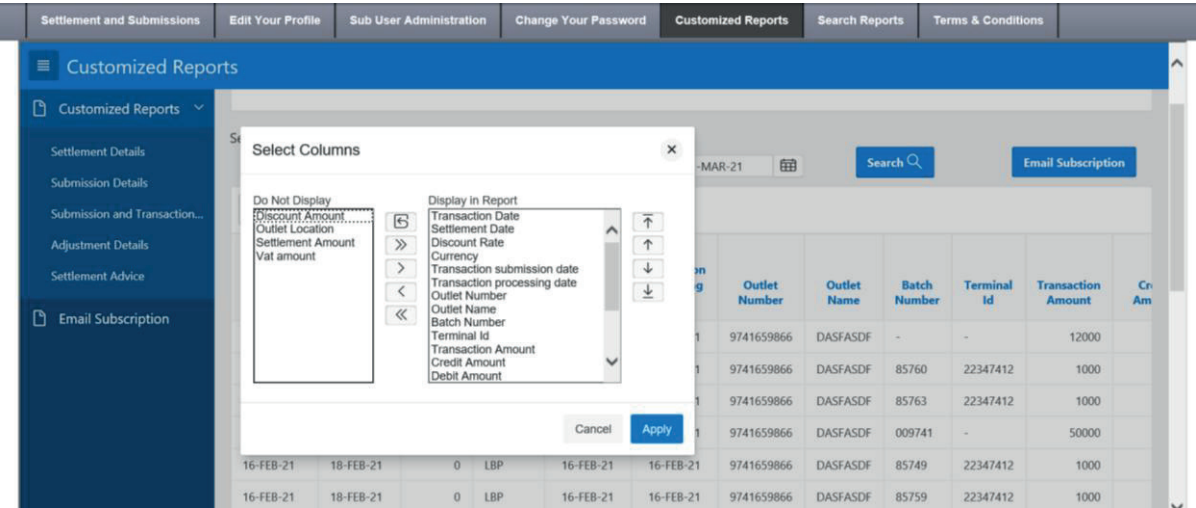 Settlement and Submissions Edit Your Profile Sub User Administration Change Your Password Customized Reports Search Reports Terms & Conditions
Customized Reports
Customized Reports
Settlement Details
Submission Details
Submission and Transaction...
Adjustment Details
Settlement Advice
Email Subscription
-MAR-21 Search Email Subscription
Select Columns
Do Not Display
Discount Amount
Outlet Location
Settlement Amount
Vat amount
Display in Report
Transaction Date
Settlement Date
Discount Rate
Currency
Transaction submission date
Transaction processing date
Outlet Number
Outlet Name
Batch Number
Terminal Id
Transaction Amount
Credit Amount
Debit Amount
Cancel Apply
Outlet Number Outlet Name Batch Number Terminal Id Transaction Amount
1 9741659866 DASFASDF - - 12000
1 9741659866 DASFASDF 85760 22347412 1000
1 9741659866 DASFASDF 85763 22347412 1000
1 9741659866 DASFASDF 009741 - 50000
16-FEB-21 18-FEB-21 0 LBP 16-FEB-21 16-FEB-21 9741659866 DASFASDF 85749 22347412 1000
16-FEB-21 18-FEB-21 0 LBP 16-FEB-21 16-FEB-21 9741659866 DASFASDF 85759 22347412 1000